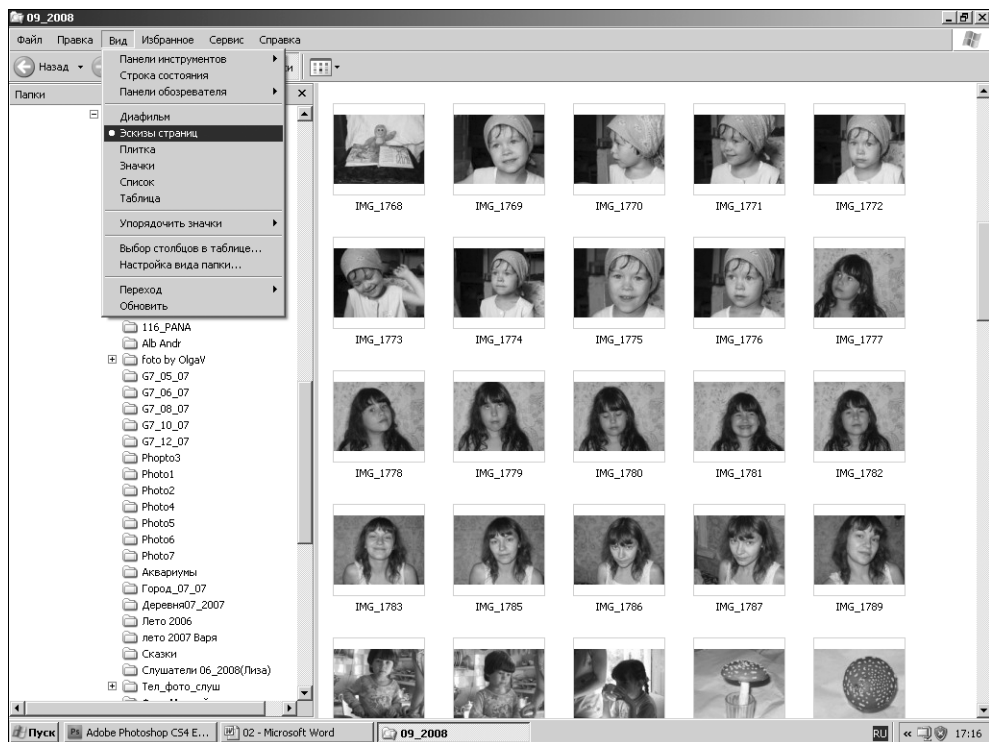 09_2008
Файл Правка Вид Избранное Сервис Справка
Назад
Папки
Панели инструментов
Строка состояния
Панели обозревателя
Диафильм
Эскизы страниц
Плитка
Значки
Список
Таблица
Упорядочить значки
Выбор столбцов в таблице...
Настройка вида папки...
Переход
Обновить
116_PANA
Alb Andr
foto by OlgaV
G7_05_07
G7_06_07
G7_08_07
G7_10_07
G7_12_07
Phopto3
Photo1
Photo2
Photo4
Photo5
Photo6
Photo7
Аквариумы
Город_07_07
Деревня07_2007
Лето 2006
лето 2007 Варя
Сказки
Слушатели 06_2008(Лиза)
Тел_фото_слуш
IMG_1768 IMG_1769 IMG_1770 IMG_1771 IMG_1772
IMG_1773 IMG_1774 IMG_1775 IMG_1776 IMG_1777
IMG_1778 IMG_1779 IMG_1780 IMG_1781 IMG_1782
IMG_1783 IMG_1785 IMG_1786 IMG_1787 IMG_1789
Пуск Adobe Photoshop CS4 E... 02 - Microsoft Word 09_2008 RU « 17:16